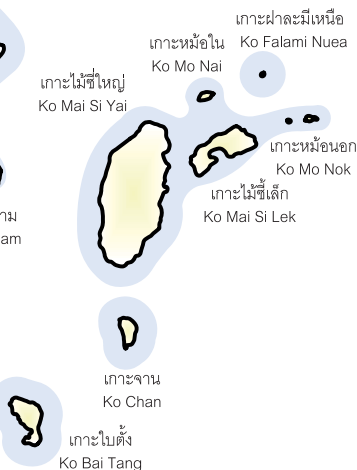 เกาะฝาละมีเหนือ
Ko Falami Nuea
เกาะหม้อใน
Ko Mo Nai
เกาะไม้ซี้ใหญ่
Ko Mai Si Yai
เกาะหม้อนอก
Ko Mo Nok
เกาะไม้ซี้เล็ก
Ko Mai Si Lek
าม
am
เกาะจาน
Ko Chan
เกาะใบตั้ง
Ko Bai Tang